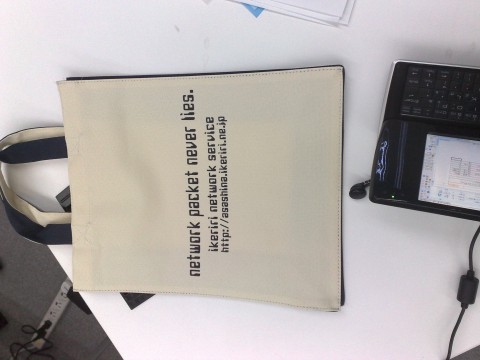 network packet never lies.
ikeriri network service
http://asashina.ikeriri.ne.jp